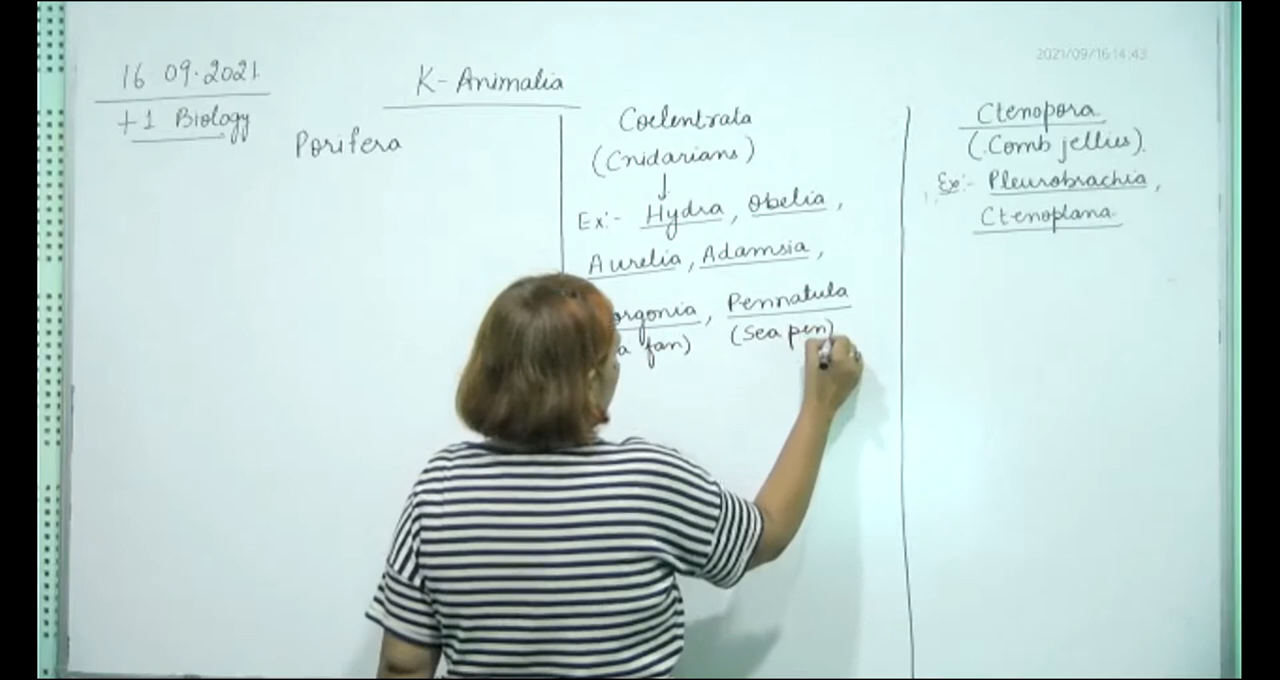 2021/09/16 14:43
16 09.2021
+1 Biology
K- Animalia
Porifera
Coelentrata
(Cnidarians)
Ex:- Hydra, Obelia,
Aurelia, Adamsia,
orgonia, Pennatula
a fan) (Sea pen)
Ctenopora
(Comb jellies).
Ex:- Pleurobrachia,
Ctenoplana